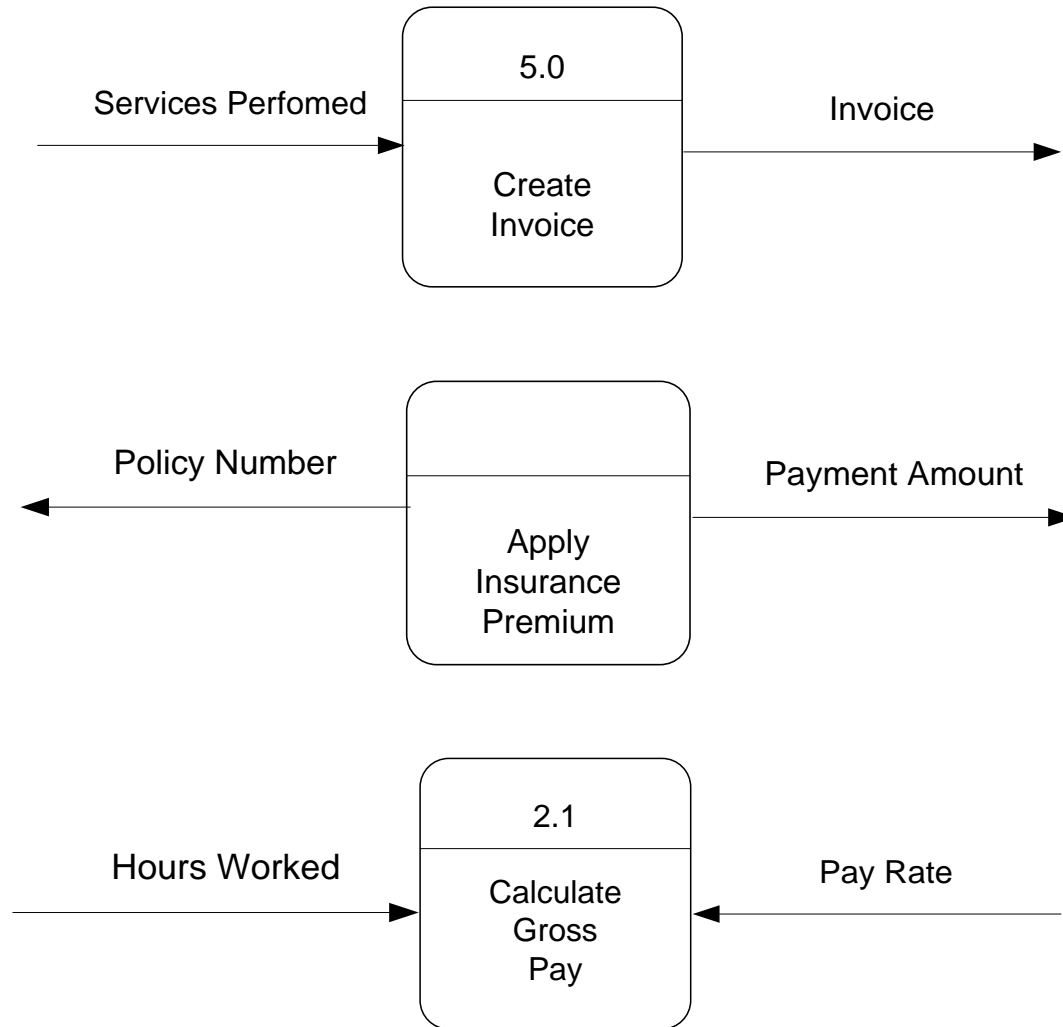 5.0
Services Perfomed
Invoice
Create
Invoice
Policy Number
Payment Amount
Apply
Insurance
Premium
2.1
Hours Worked
Pay Rate
Calculate
Gross
Pay